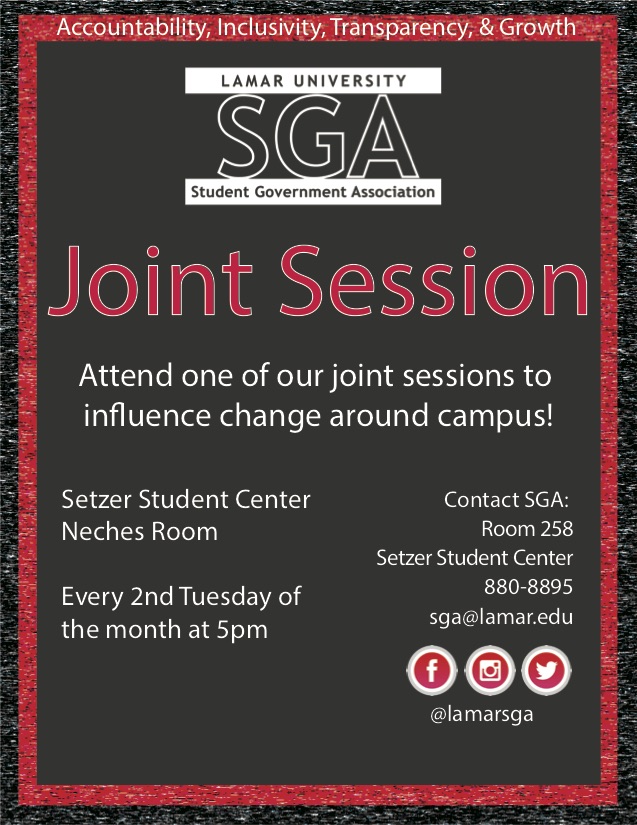 Accountability, Inclusivity, Transparency, & Growth
LAMAR UNIVERSITY
SGA
Student Government Association
Joint Session
Attend one of our joint sessions to
influence change around campus!
Setzer Student Center
Neches Room
Every 2nd Tuesday of
the month at 5pm
Contact SGA:
Room 258
Setzer Student Center
880-8895
sga@lamar.edu
@lamarsga